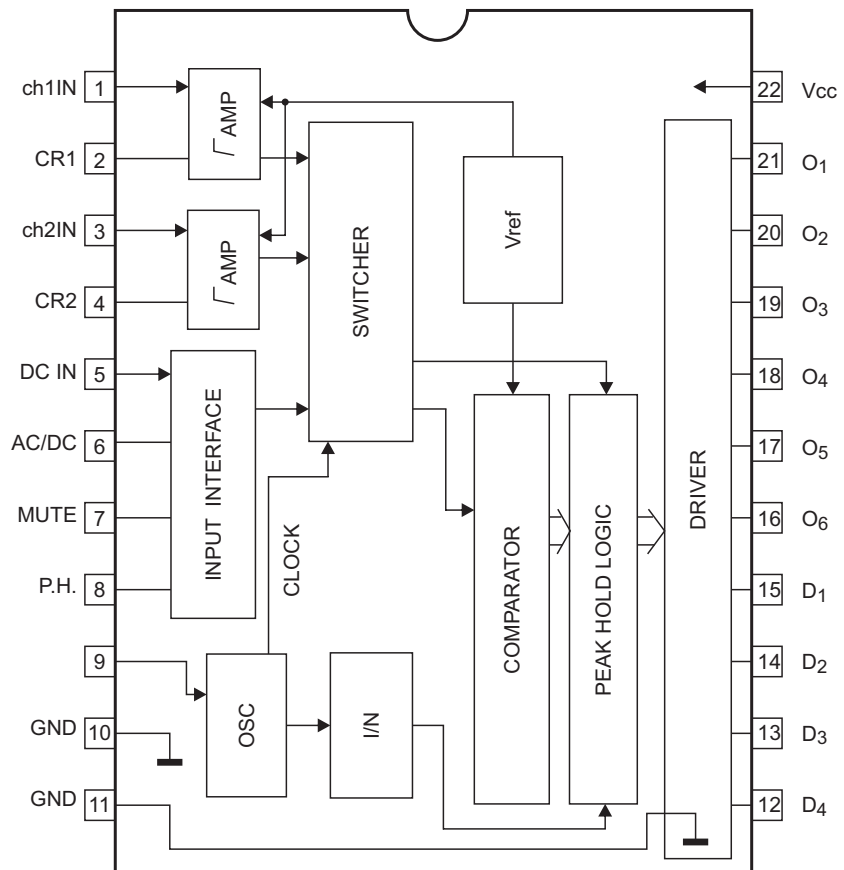 ch1IN 1
CR1 2
ch2IN 3
CR2 4
DC IN 5
AC/DC 6
MUTE 7
P.H. 8
9
GND 10
GND 11
√ AMP
√ AMP
INPUT INTERFACE
SWITCHER
CLOCK
OSC
I/N
Vref
COMPARATOR
PEAK HOLD LOGIC
DRIVER
22 Vcc
21 O1
20 O2
19 O3
18 O4
17 O5
16 O6
15 D1
14 D2
13 D3
12 D4